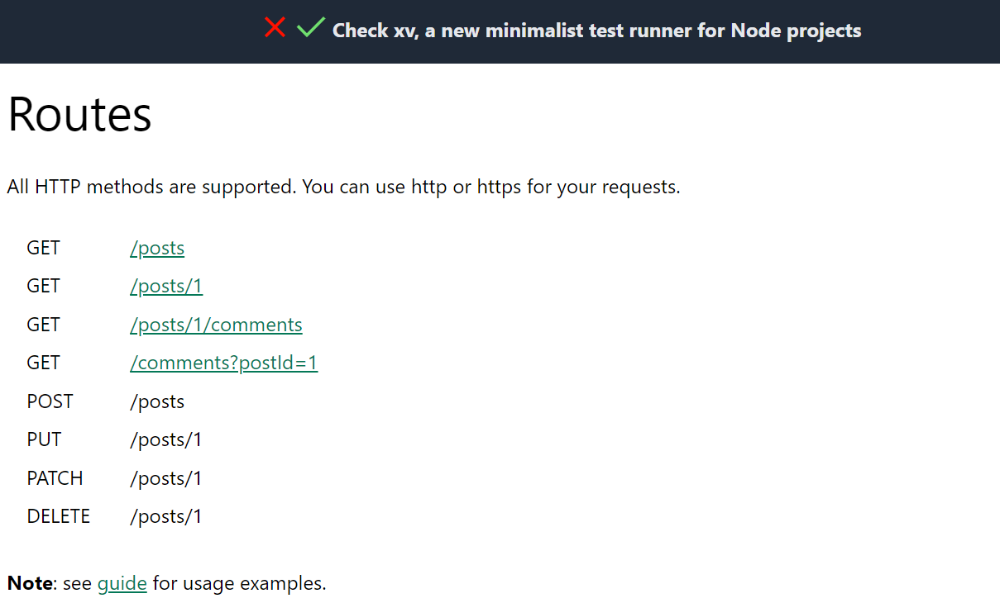 Check xv, a new minimalist test runner for Node projects
Routes
All HTTP methods are supported. You can use http or https for your requests.
GET /posts
GET /posts/1
GET /posts/1/comments
GET /comments?postId=1
POST /posts
PUT /posts/1
PATCH /posts/1
DELETE /posts/1
Note: see guide for usage examples.